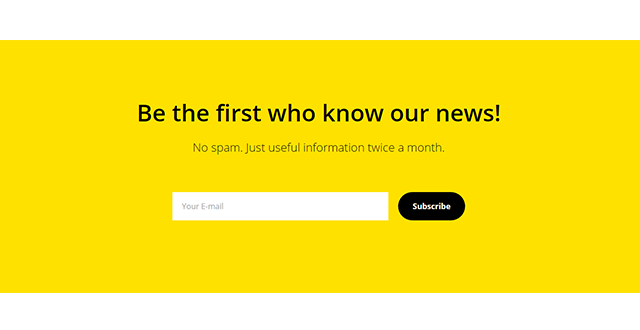 Be the first who know our news!
No spam. Just useful information twice a month.
Your E-mail
Subscribe